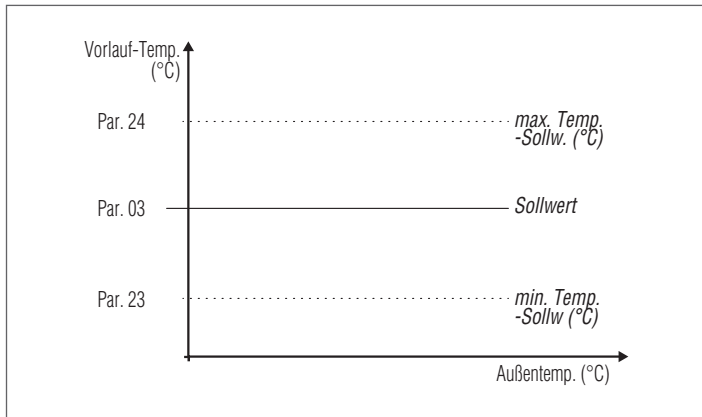 Vorlauf-Temp.
(°C)
Par. 24
max. Temp.
-Sollw. (°C)
Par. 03
Sollwert
Par. 23
min. Temp.
-Sollw (°C)
Außentemp. (°C)